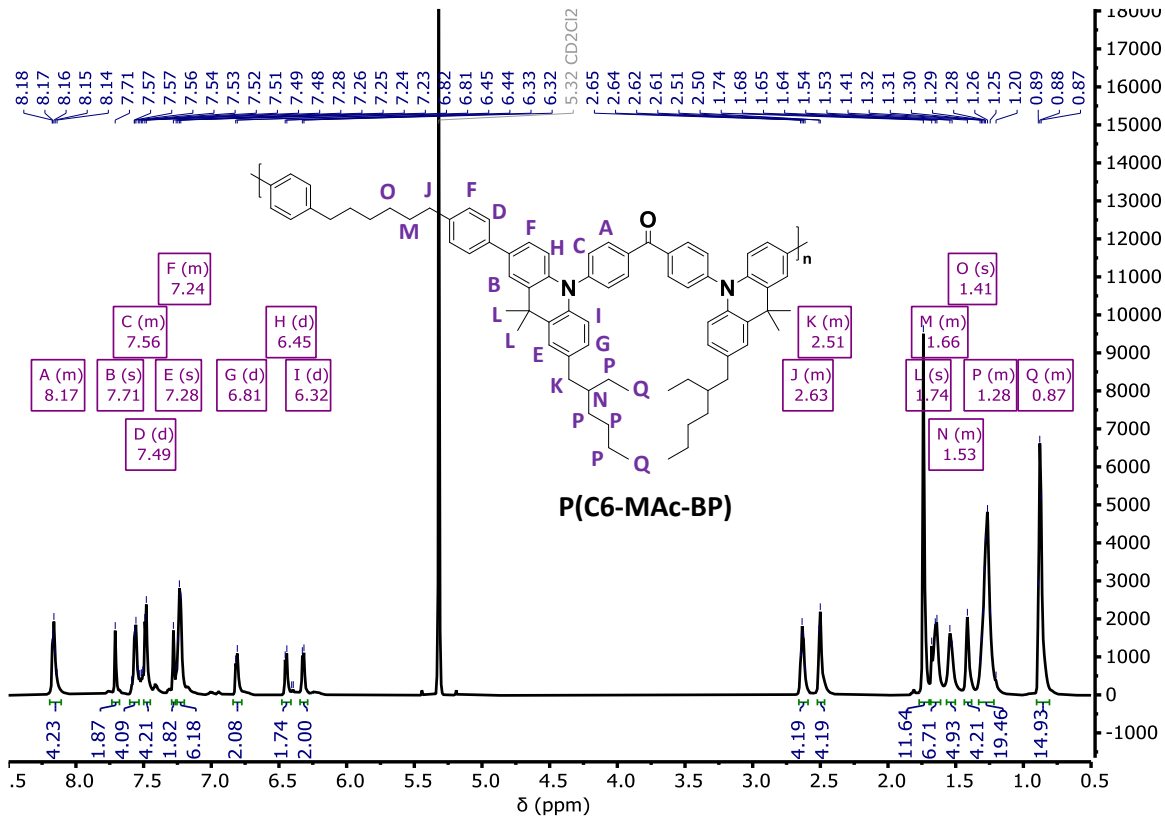 8.18 8.17 8.16 8.15 8.14 7.71 7.57 7.57 7.56 7.54 7.53 7.52 7.51 7.49 7.48 7.28 7.26 7.25 7.24 7.23 6.82 6.81 6.45 6.44 6.33 6.32 5.32 CD2Cl2 2.65 2.64 2.62 2.61 2.51 2.50 1.74 1.68 1.65 1.64 1.54 1.53 1.41 1.32 1.31 1.30 1.29 1.28 1.26 1.25 1.20 0.89 0.88 0.87
18000
17000
16000
15000
14000
13000
12000
11000
10000
9000
8000
7000
6000
5000
4000
3000
2000
1000
0
-1000
O J F
M D
F H C A O
B N N n
L I
L E G
K P Q
N
P P
P Q
P(C6-MAc-BP)
F (m)
7.24
C (m)
7.56
H (d)
6.45
A (m)
8.17
B (s)
7.71
E (s)
7.28
G (d)
6.81
I (d)
6.32
D (d)
7.49
O (s)
1.41
K (m)
2.51
M (m)
1.66
J (m)
2.63
L (s)
1.74
P (m)
1.28
Q (m)
0.87
N (m)
1.53
4.23 1.87 4.09 4.21 1.82 6.18 2.08 1.74 2.00 4.19 4.19 11.64 6.71 4.93 4.21 19.46 14.93
.5 8.0 7.5 7.0 6.5 6.0 5.5 5.0 4.5 4.0 3.5 3.0 2.5 2.0 1.5 1.0 0.5
δ (ppm)